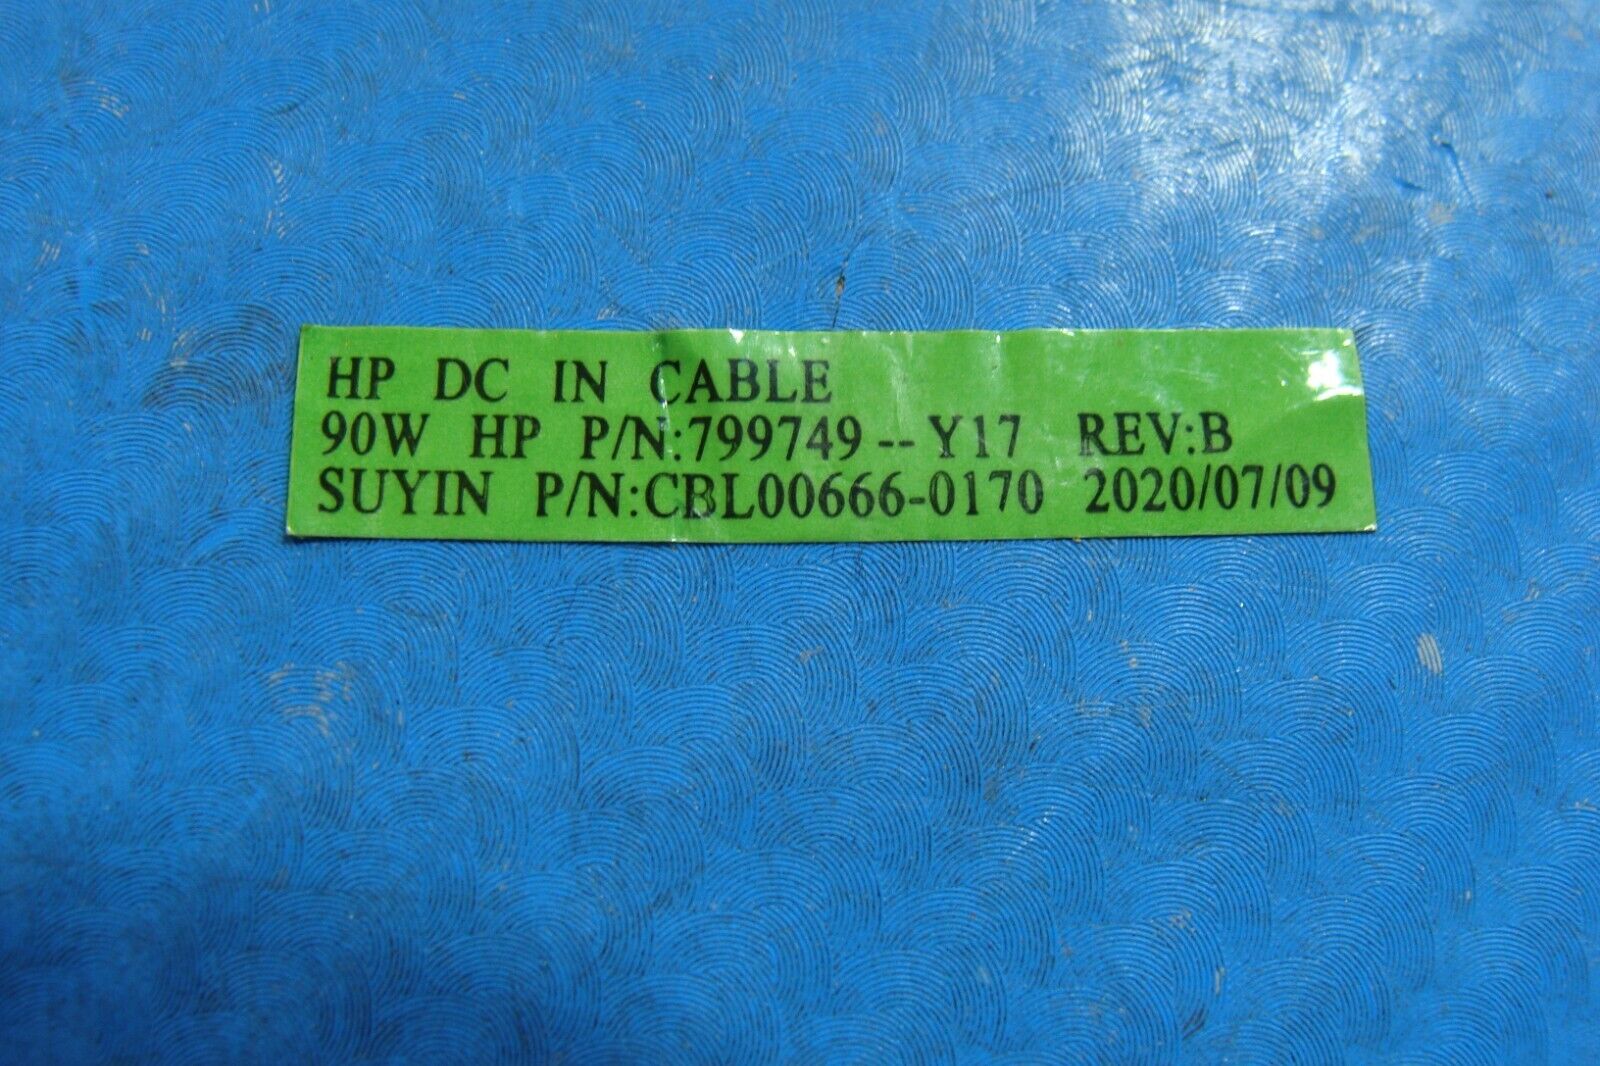 HP DC IN CABLE
90W HP P/N:799749--Y17 REV:B
SUYIN P/N:CBL00666-0170 2020/07/09